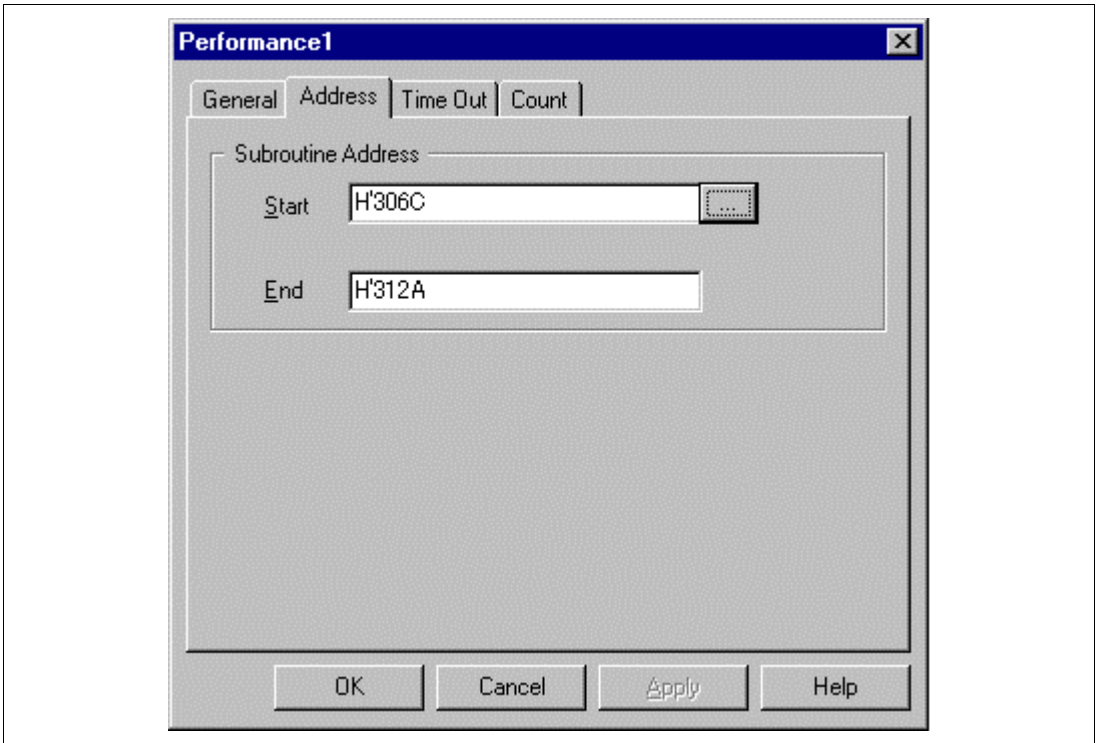 Performance1
General Address Time Out Count
Subroutine Address
Start H'306C ...
End H'312A
OK Cancel Apply Help